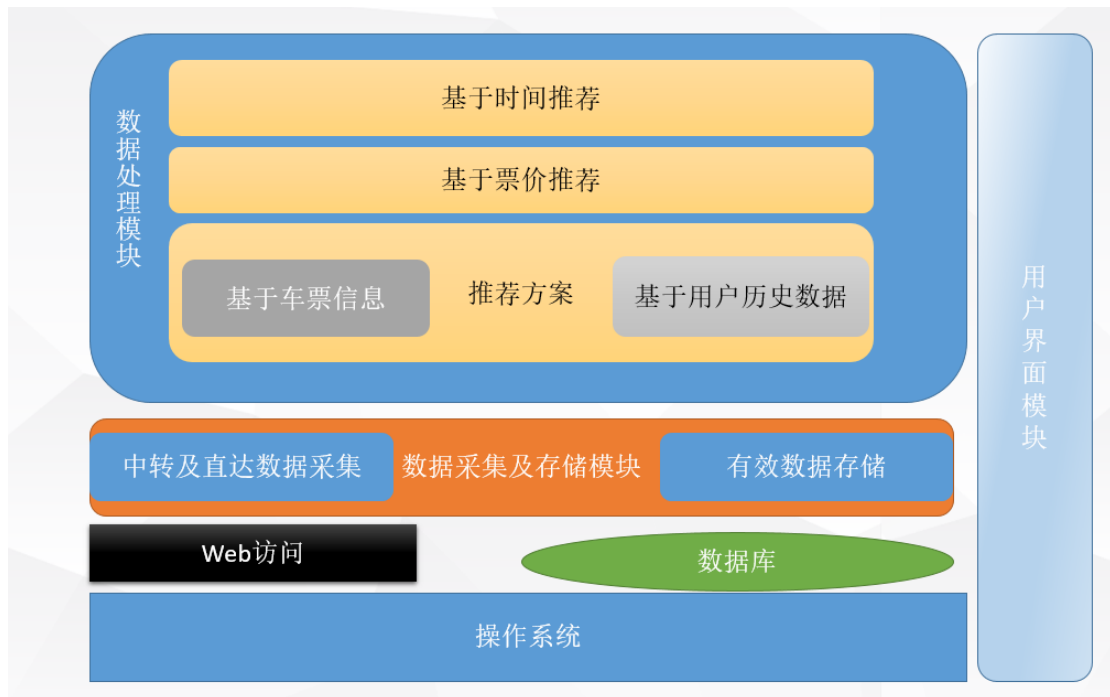 数据处理模块
基于时间推荐
基于票价推荐
基于车票信息
推荐方案
基于用户历史数据
中转及直达数据采集
数据采集及存储模块
有效数据存储
Web访问
数据库
操作系统
用户界面模块